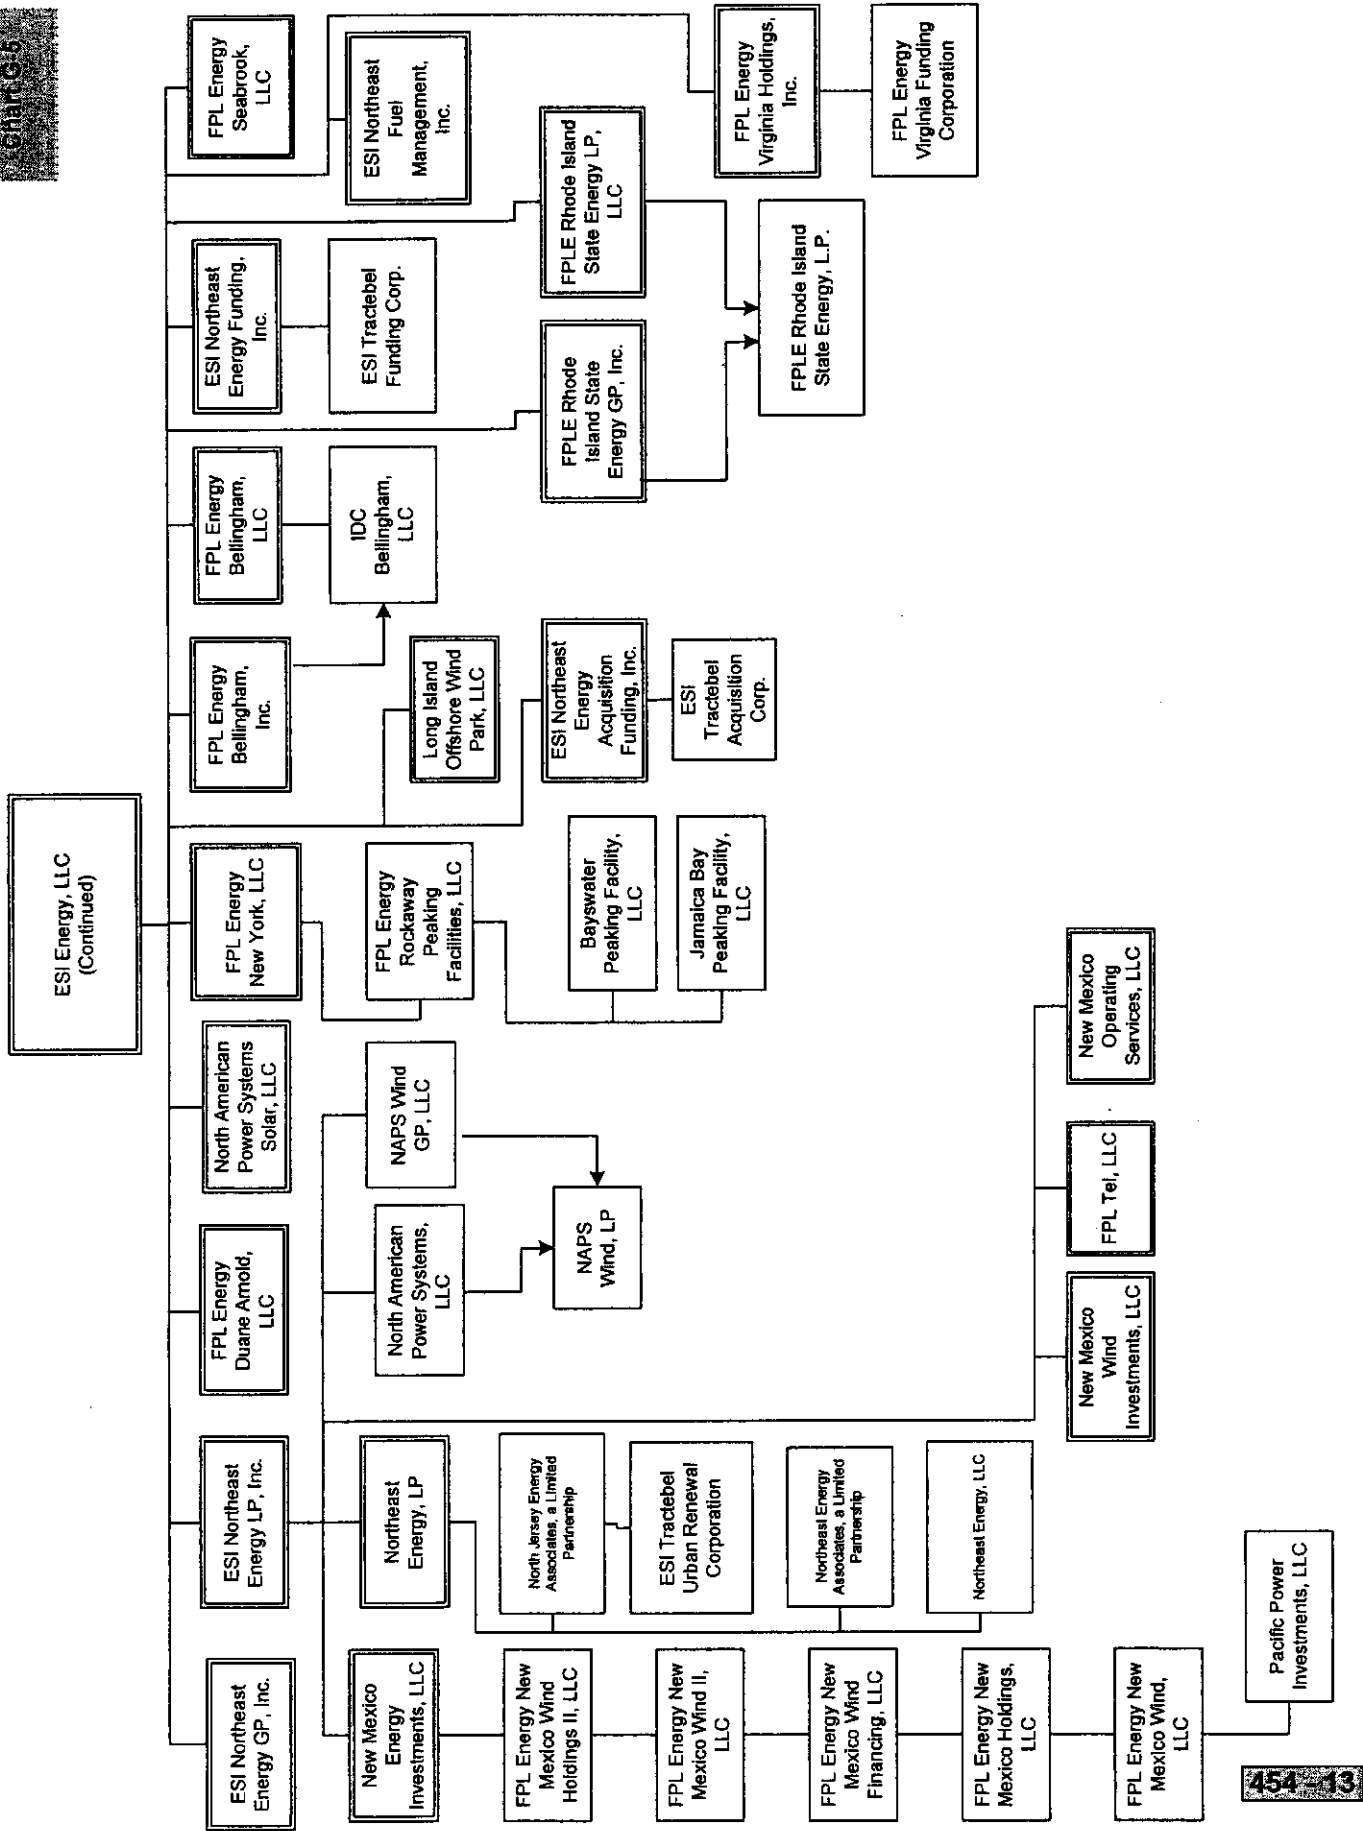 Chart G-5
ESI Energy, LLC
(Continued)
ESI Northeast
Energy GP, Inc.
ESI Northeast
Energy LP, Inc.
FPL Energy
Duane Arnold,
LLC
North American
Power Systems
Solar, LLC
FPL Energy
New York, LLC
FPL Energy
Bellingham,
Inc.
FPL Energy
Bellingham,
LLC
ESI Northeast
Energy Funding,
Inc.
FPL Energy
Seabrook,
LLC
New Mexico
Energy
Investments, LLC
Northeast
Energy, LP
North American
Power Systems,
LLC
NAPS Wind
GP, LLC
FPL Energy
Rockaway
Peaking
Facilities, LLC
Long Island
Offshore Wind
Park, LLC
IDC
Bellingham,
LLC
ESI Tractebel
Funding Corp.
ESI Northeast
Fuel
Management,
Inc.
FPL Energy New
Mexico Wind
Holdings II, LLC
North Jersey Energy
Associates, a Limited
Partnership
NAPS
Wind, LP
Bayswater
Peaking Facility,
LLC
ESI Northeast
Energy
Acquisition
Funding, Inc.
FPLE Rhode
Island State
Energy GP, Inc.
FPLE Rhode Island
State Energy LP,
LLC
FPL Energy New
Mexico Wind II,
LLC
ESI Tractebel
Urban Renewal
Corporation
Jamaica Bay
Peaking Facility,
LLC
ESI
Tractebel
Acquisition
Corp.
FPL Energy
Virginia Holdings,
Inc.
FPL Energy New
Mexico Wind
Financing, LLC
Northeast Energy
Associates, a Limited
Partnership
FPLE Rhode Island
State Energy, L.P.
FPL Energy
Virginia Funding
Corporation
FPL Energy New
Mexico Holdings,
LLC
Northeast Energy, LLC
FPL Energy New
Mexico Wind,
LLC
New Mexico
Wind
Investments, LLC
FPL Tel, LLC
New Mexico
Operating
Services, LLC
Pacific Power
Investments, LLC
454 - 13